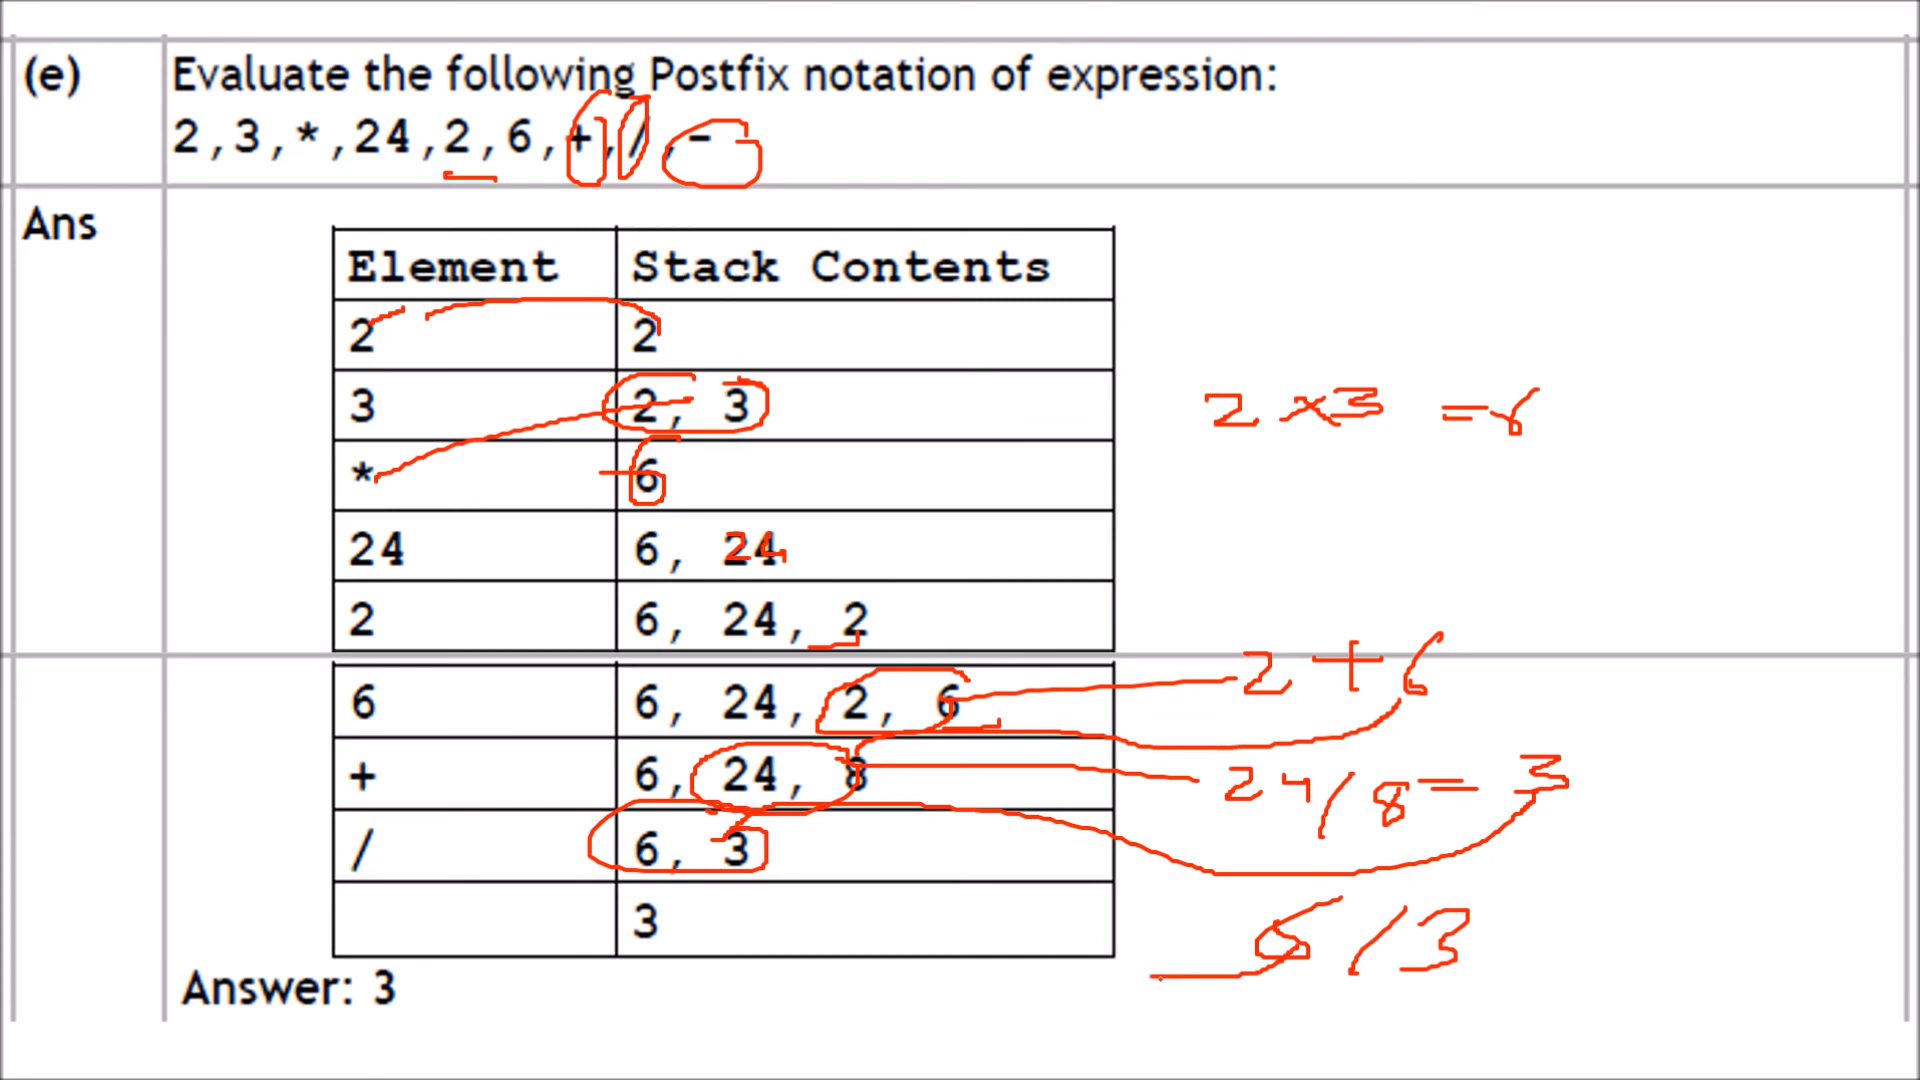 (e) Evaluate the following Postfix notation of expression:
2,3,*,24,2,6,+,/,-
Ans
Element Stack Contents
2 2
3 2, 3
2 x 3 = 6
* 6
24 6, 24
2 6, 24, 2
2 + 6
6 6, 24, 2, 6
+ 6, 24, 8
24/8 = 3
/ 6, 3
3
6/3
Answer: 3